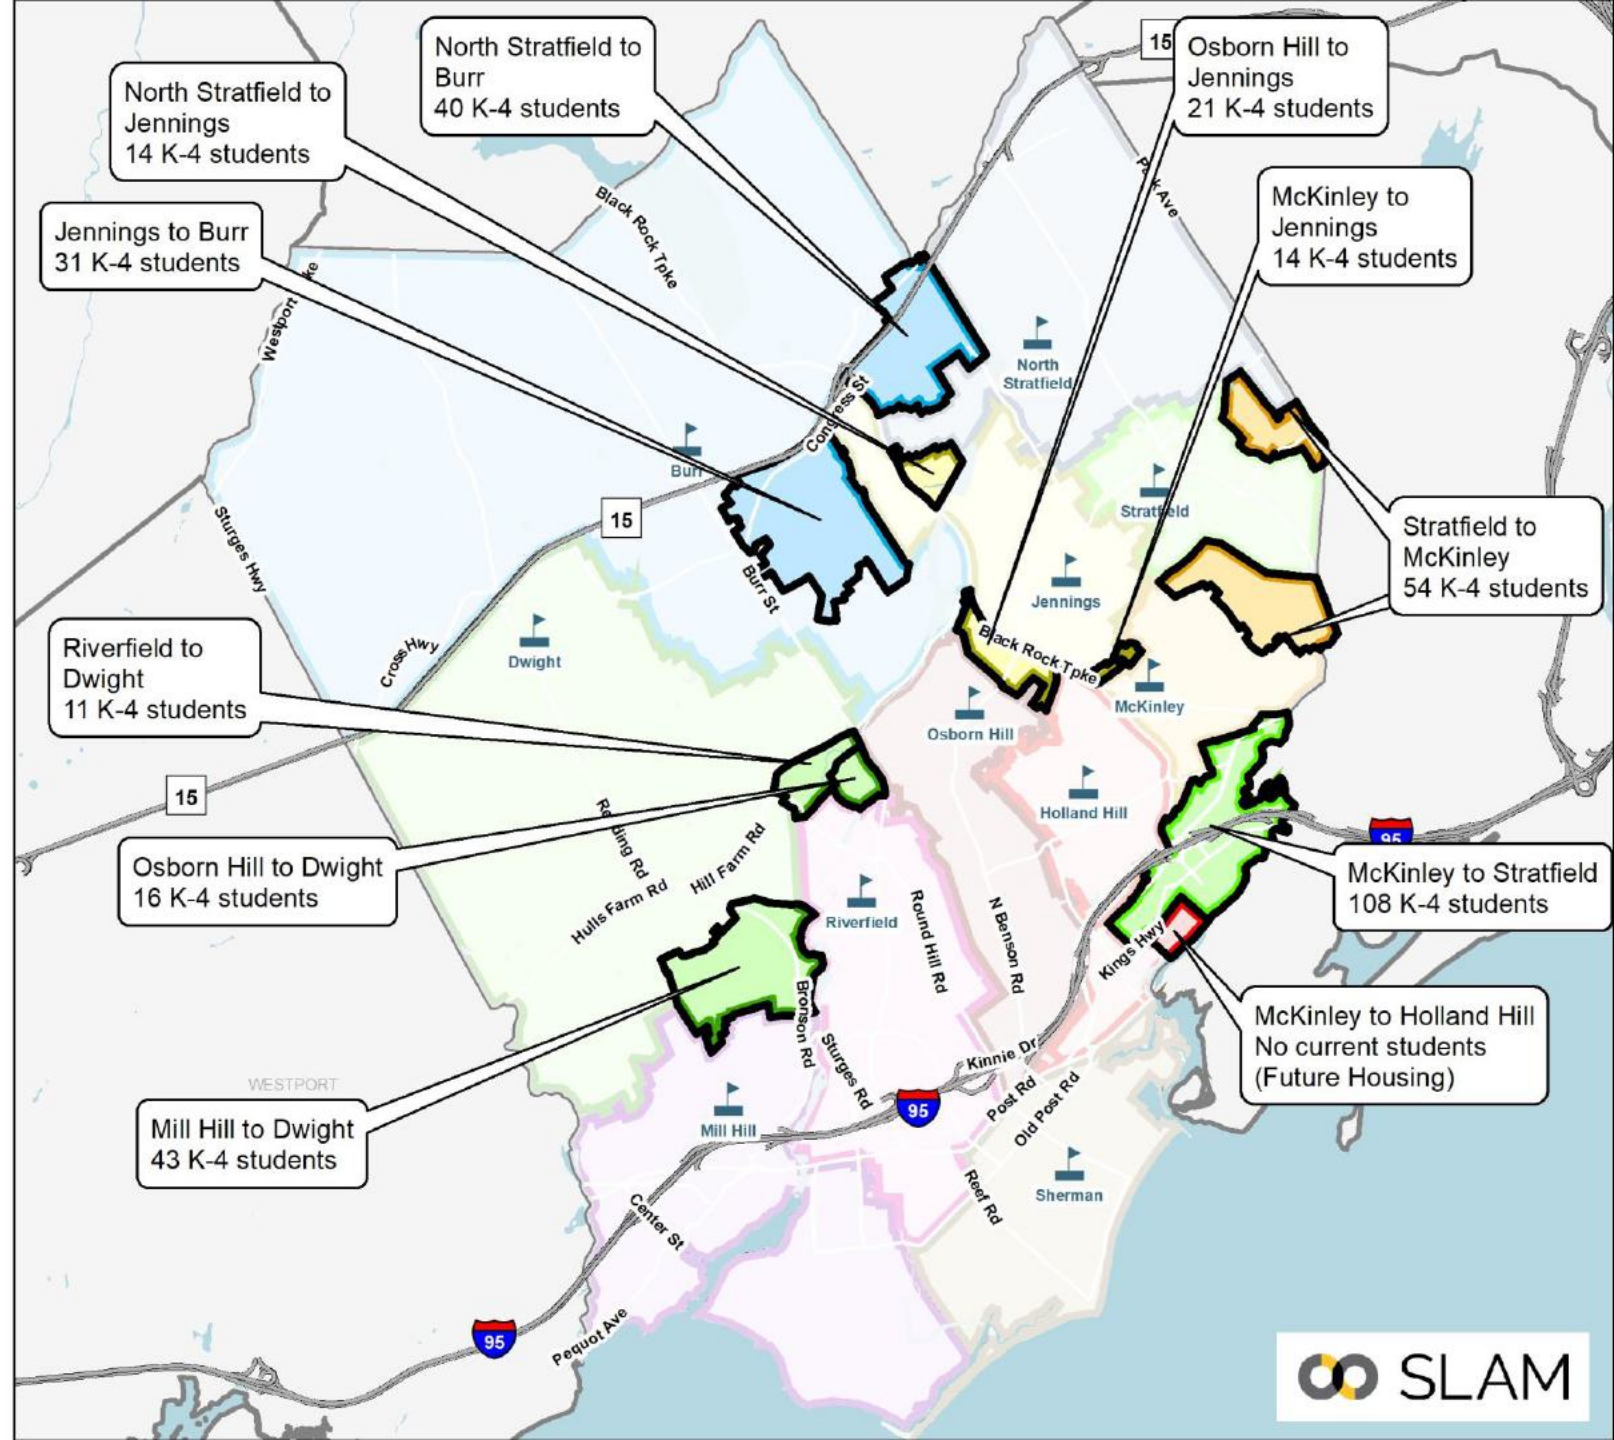 North Stratfield to
Burr
40 K-4 students
15
Osborn Hill to
Jennings
21 K-4 students
North Stratfield to
Jennings
14 K-4 students
McKinley to
Jennings
14 K-4 students
Jennings to Burr
31 K-4 students
Black Rock Tpke
Park Ave
Westport
North
Stratfield
Congress St
Burr
15
Stratfield
Stratfield to
McKinley
54 K-4 students
Sturges Hwy
Burr St
Jennings
Black Rock Tpke
Cross Hwy
Dwight
Riverfield to
Dwight
11 K-4 students
McKinley
Osborn Hill
15
Holland Hill
95
Redding Rd
Hill Farm Rd
Hulls Farm Rd
Osborn Hill to Dwight
16 K-4 students
McKinley to Stratfield
108 K-4 students
Riverfield
Round Hill Rd
N Benson Rd
Kings Hwy
Bronson Rd
McKinley to Holland Hill
No current students
(Future Housing)
Sturges Rd
Kinnie Dr
WESTPORT
Post Rd
Old Post Rd
95
Mill Hill
Mill Hill to Dwight
43 K-4 students
Sherman
Reef Rd
Center St
95
Pequot Ave
SLAM